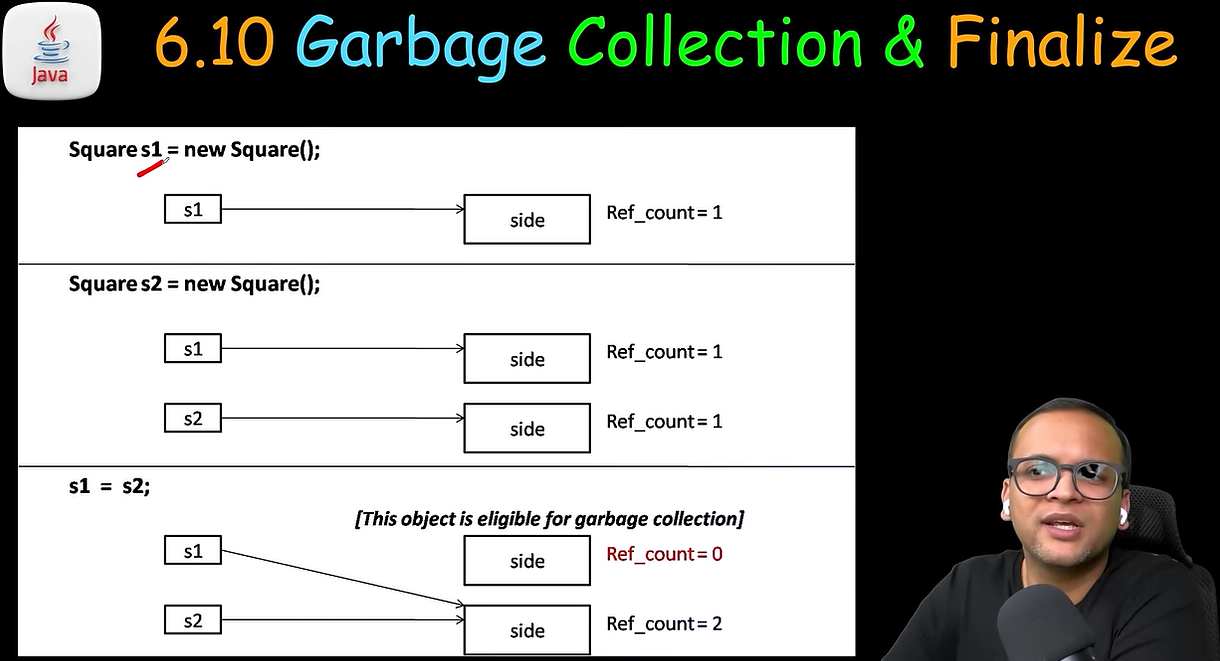 Java
6.10 Garbage Collection & Finalize
Square s1 = new Square();
s1
side
Ref_count = 1
Square s2 = new Square();
s1
side
Ref_count = 1
s2
side
Ref_count = 1
s1 = s2;
[This object is eligible for garbage collection]
s1
side
Ref_count = 0
s2
side
Ref_count = 2